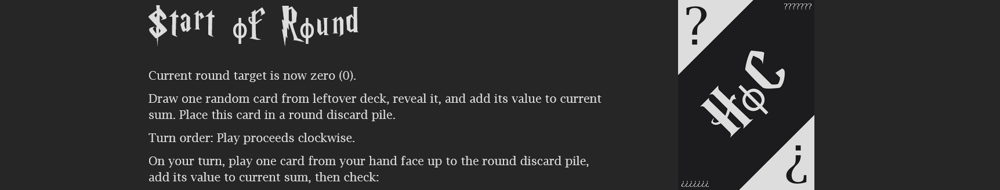 Start ϕf Rϕund
Current round target is now zero (0).
Draw one random card from leftover deck, reveal it, and add its value to current
sum. Place this card in a round discard pile.
Turn order: Play proceeds clockwise.
On your turn, play one card from your hand face up to the round discard pile,
add its value to current sum, then check:
?
???????
HϕC
¿
¿¿¿¿¿¿¿